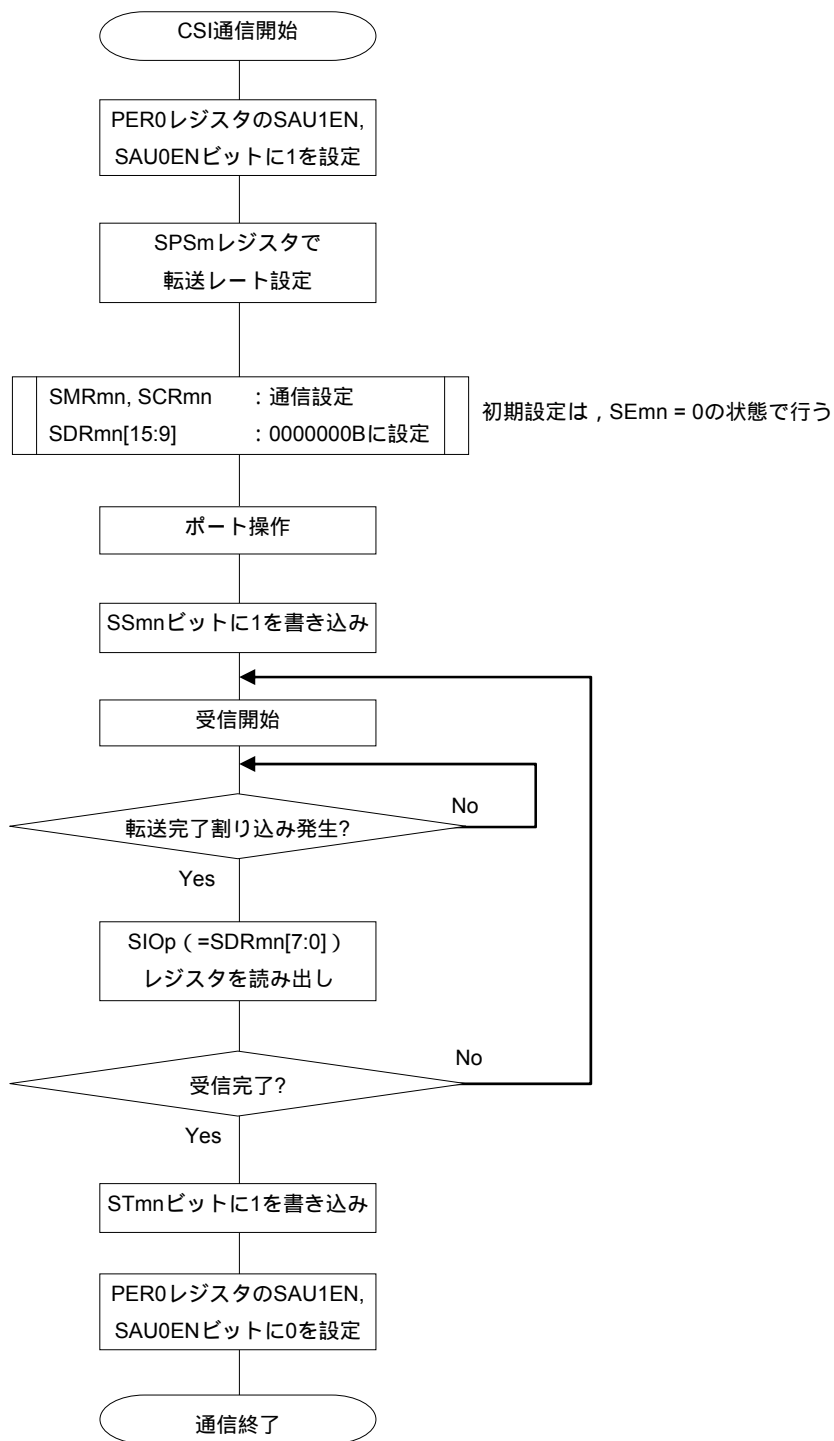 CSI通信開始
PER0レジスタのSAU1EN,
SAU0ENビットに1を設定
SPSmレジスタで
転送レート設定
SMRmn, SCRmn ：通信設定
SDRmn[15:9] ：0000000Bに設定
初期設定は，SEmn = 0の状態で行う
ポート操作
SSmnビットに1を書き込み
受信開始
転送完了割り込み発生?
No
Yes
SIOp（=SDRmn[7:0]）
レジスタを読み出し
受信完了?
No
Yes
STmnビットに1を書き込み
PER0レジスタのSAU1EN,
SAU0ENビットに0を設定
通信終了